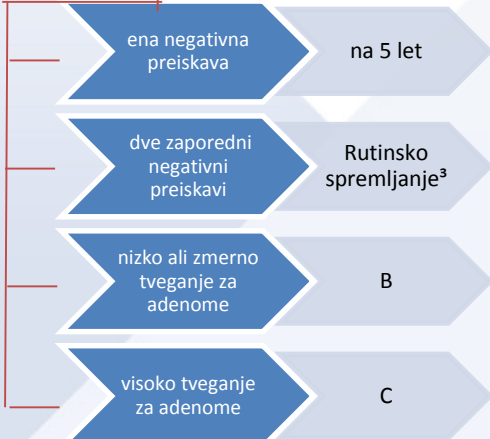 ena negativna
preiskava
na 5 let
dve zaporedni
negativni
preiskavi
Rutinsko
spremljanje³
nizko ali zmerno
tveganje za
adenome
B
visoko tveganje
za adenome
C